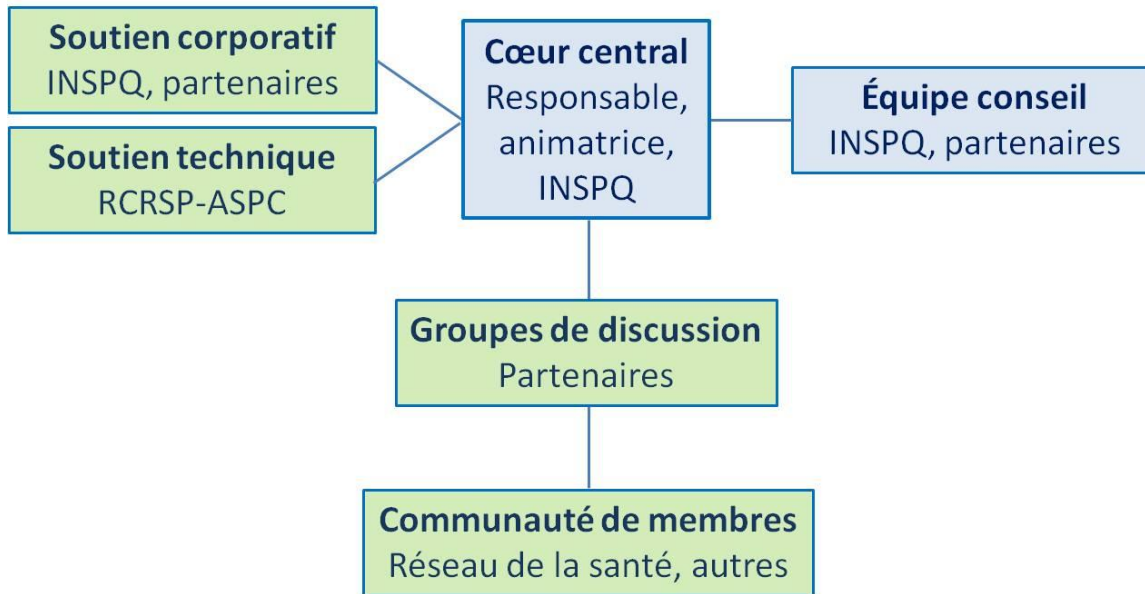 Soutien corporatif
INSPQ, partenaires
Soutien technique
RCRSP-ASPC
Cœur central
Responsable,
animatrice,
INSPQ
Équipe conseil
INSPQ, partenaires
Groupes de discussion
Partenaires
Communauté de membres
Réseau de la santé, autres